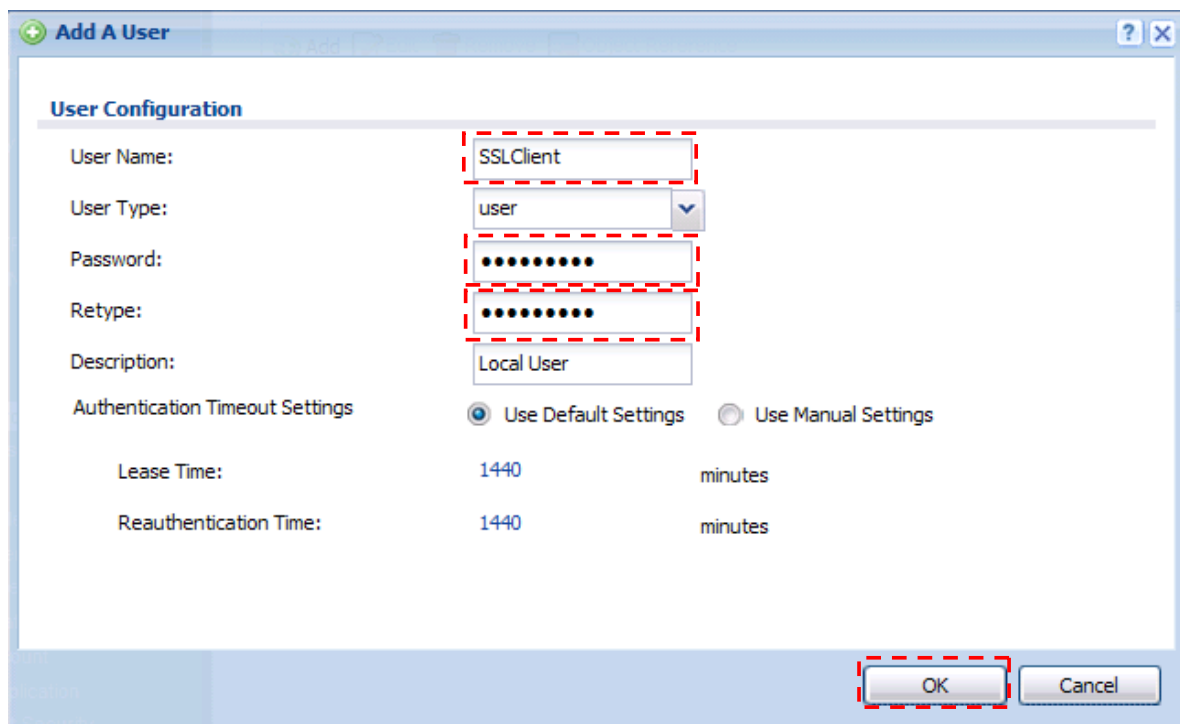 Add A User
Add
?
User Configuration
User Name: SSLClient
User Type: user
Password: •••••••••
Retype: •••••••••
Description: Local User
Authentication Timeout Settings Use Default Settings Use Manual Settings
Lease Time: 1440 minutes
Reauthentication Time: 1440 minutes
OK Cancel